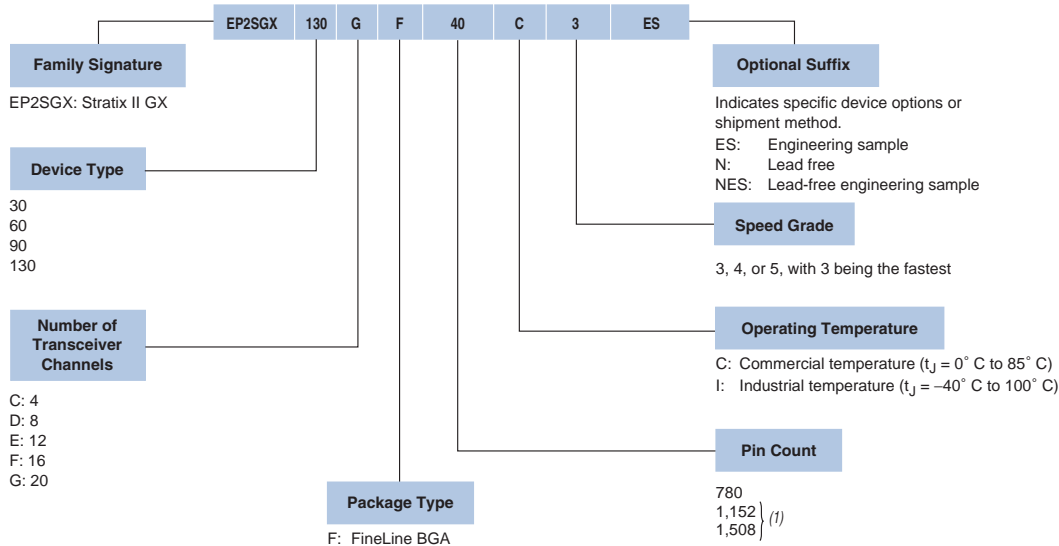 EP2SGX 130 G F 40 C 3 ES
Family Signature
EP2SGX: Stratix II GX
Device Type
30
60
90
130
Number of
Transceiver
Channels
C: 4
D: 8
E: 12
F: 16
G: 20
Package Type
F: FineLine BGA
Optional Suffix
Indicates specific device options or
shipment method.
ES: Engineering sample
N: Lead free
NES: Lead-free engineering sample
Speed Grade
3, 4, or 5, with 3 being the fastest
Operating Temperature
C: Commercial temperature (tJ = 0° C to 85° C)
I: Industrial temperature (tJ = –40° C to 100° C)
Pin Count
780
1,152
1,508
(1)